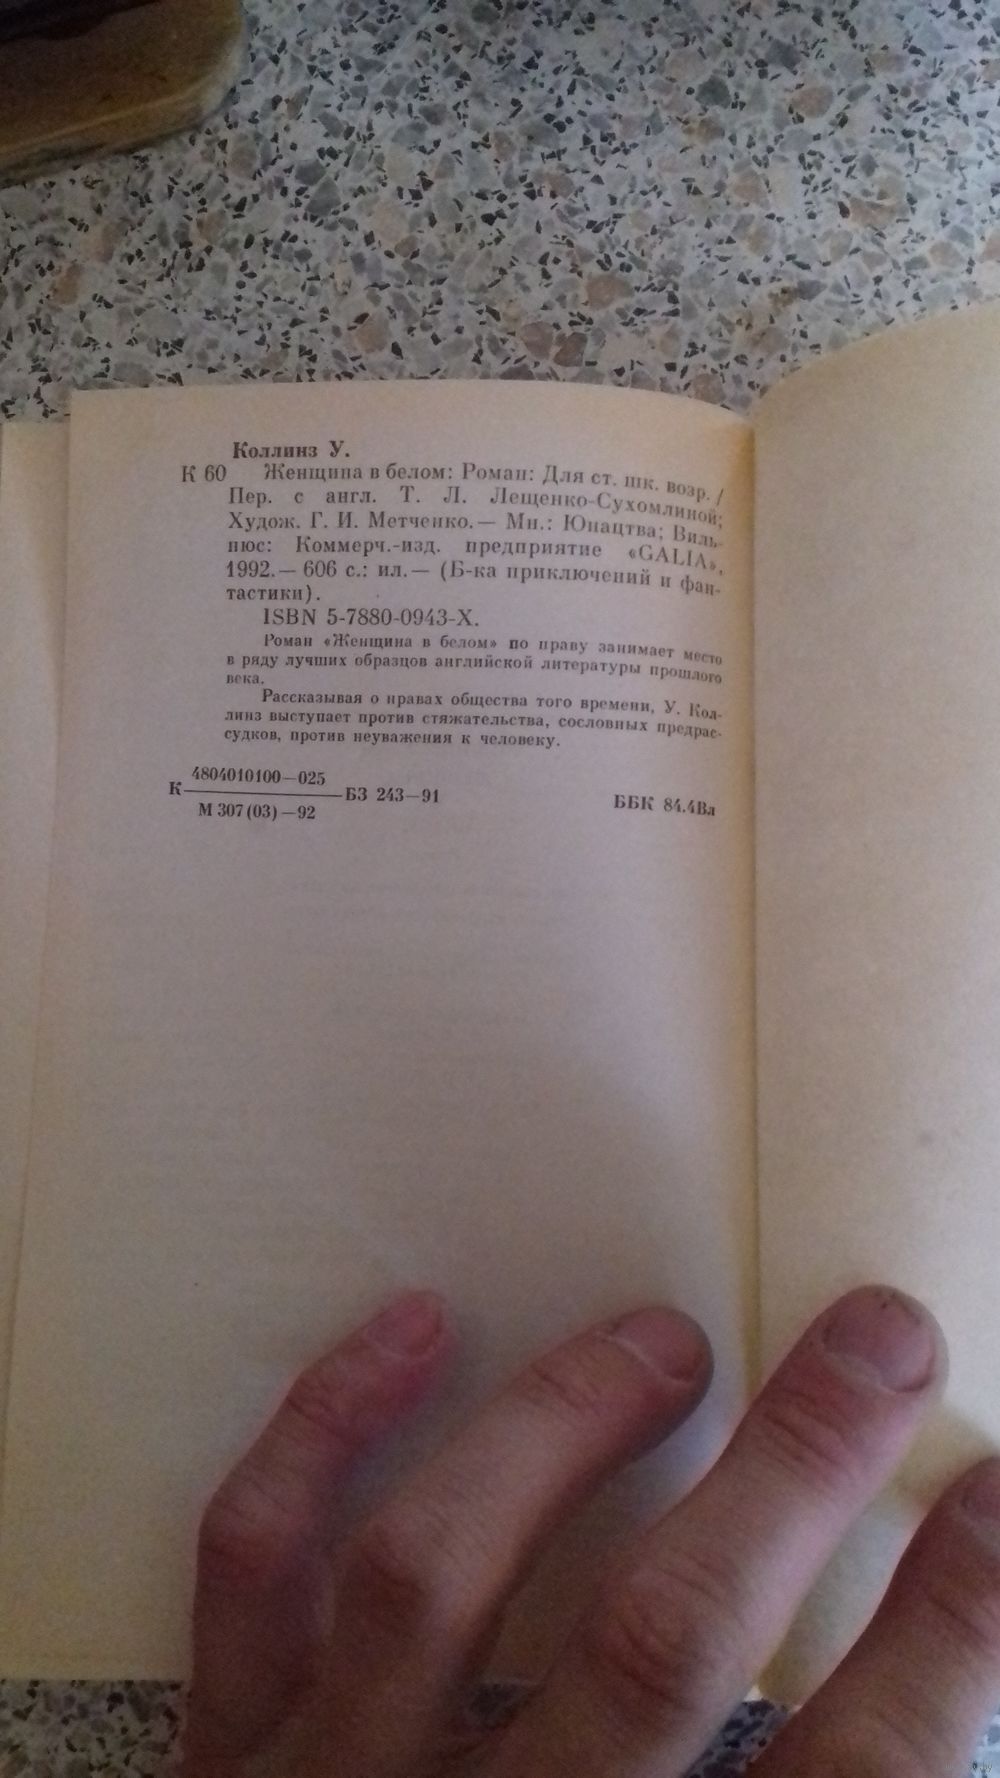 Коллинз У.
К 60 Женщина в белом: Роман: Для ст. шк. возр. /
Пер. с англ. Т. Л. Лещенко-Сухомлиной;
Худож. Г. И. Метченко.— Мн.: Юнацтва; Виль-
нюс: Коммерч.-изд. предприятие «GALIA»,
1992.— 606 с.: ил.— (Б-ка приключений и фан-
тастики).
ISBN 5-7880-0943-X.
Роман «Женщина в белом» по праву занимает место
в ряду лучших образцов английской литературы прошлого
века.
Рассказывая о нравах общества того времени, У. Кол-
линз выступает против стяжательства, сословных предрас-
судков, против неуважения к человеку.
4804010100—025
К БЗ 243—91
М 307(03)—92
ББК 84.4Вл